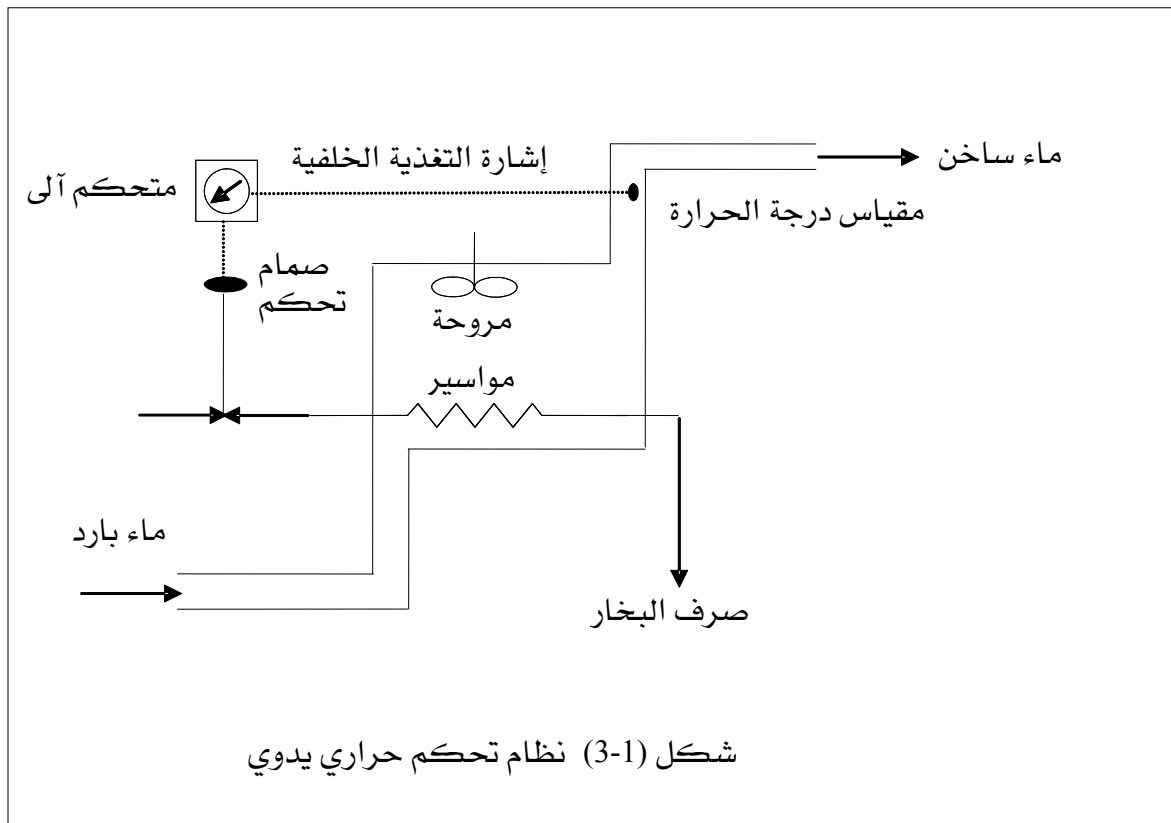 إشارة التغذية الخلفية
ماء ساخن
متحكم آلى
مقياس درجة الحرارة
صمام
تحكم
مروحة
مواسير
ماء بارد
صرف البخار
شكل (1-3) نظام تحكم حراري يدوي